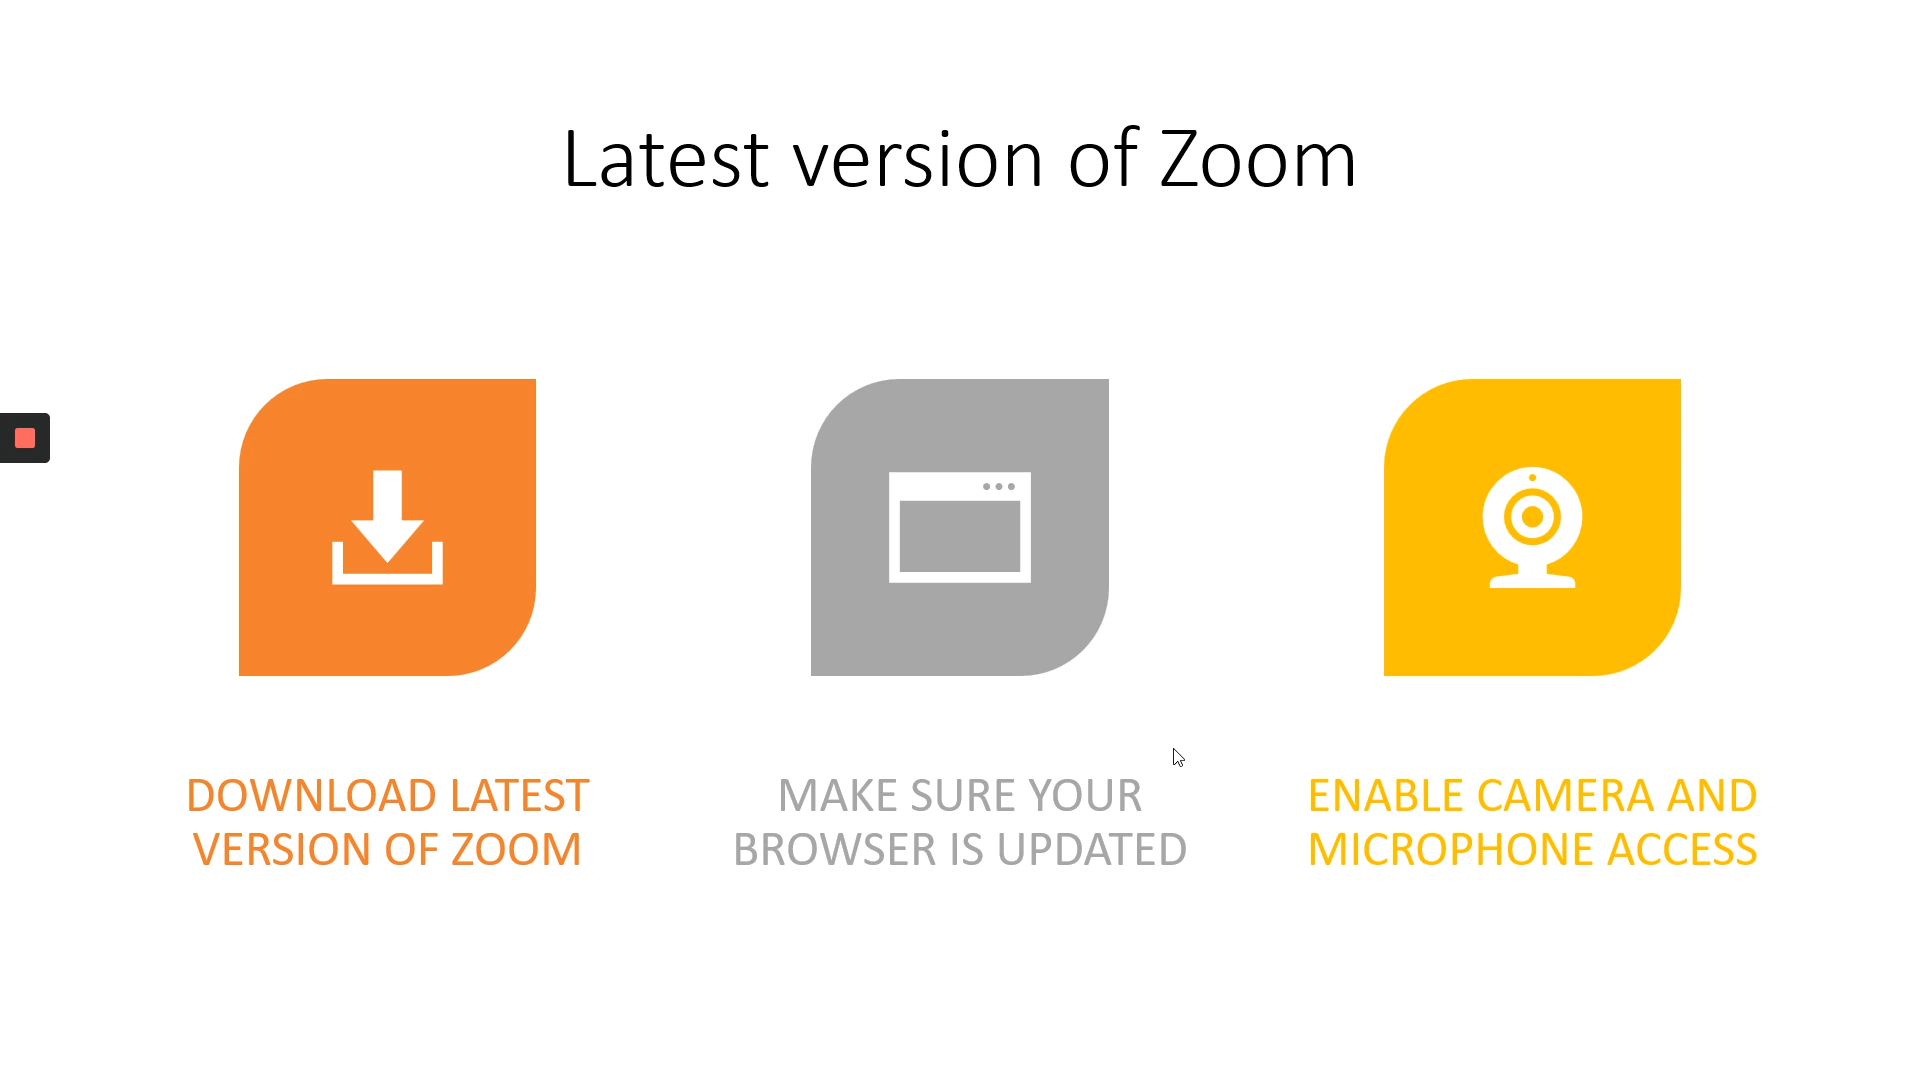 Latest version of Zoom
DOWNLOAD LATEST
VERSION OF ZOOM
MAKE SURE YOUR
BROWSER IS UPDATED
ENABLE CAMERA AND
MICROPHONE ACCESS